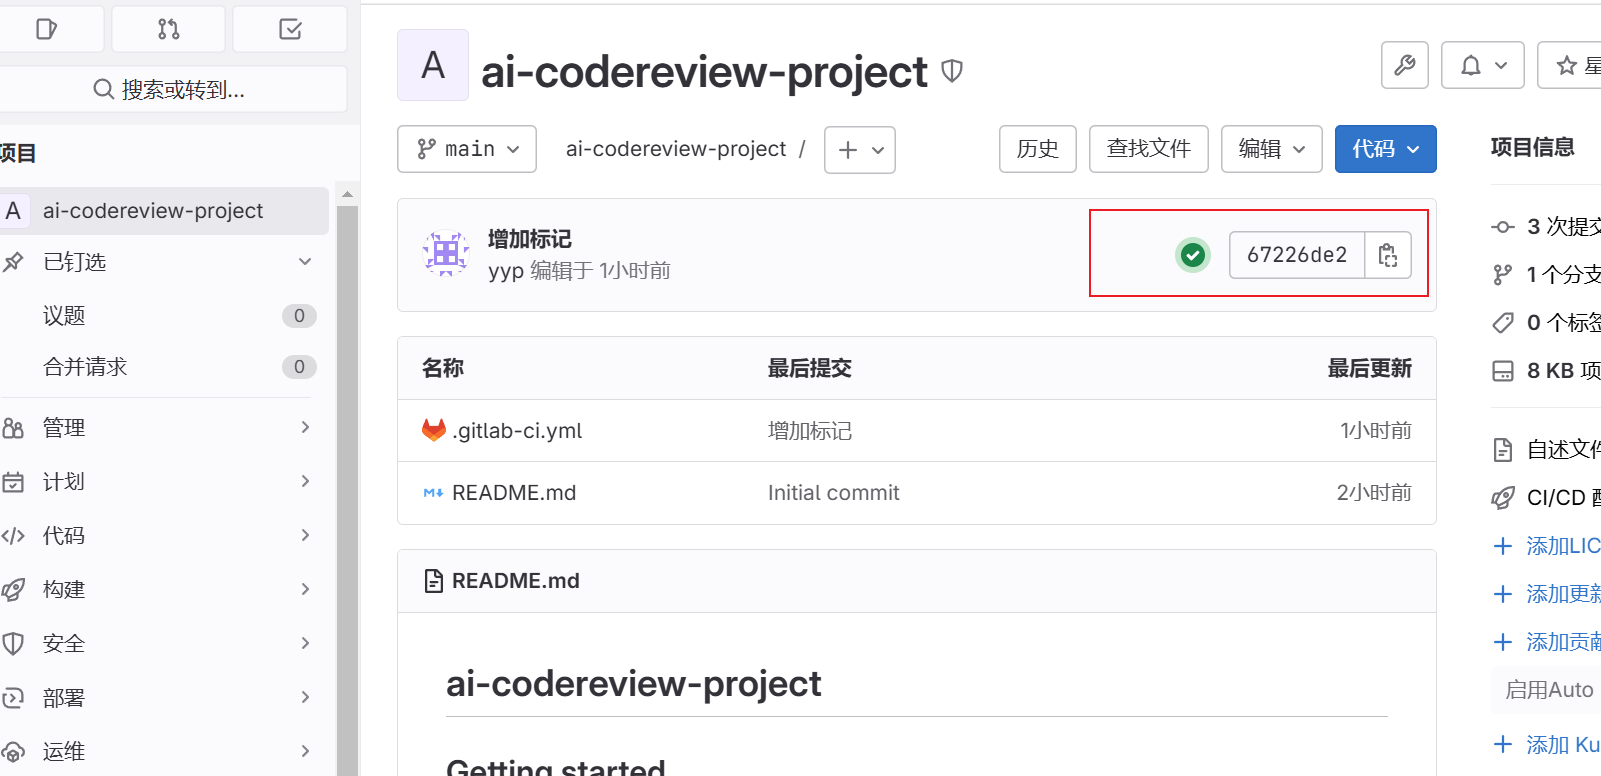 A
ai-codereview-project
星
搜索或转到...
main
ai-codereview-project /
历史
查找文件
编辑
代码
项目
A
ai-codereview-project
已钉选
议题
0
合并请求
0
管理
计划
代码
构建
安全
部署
运维
增加标记
yyp 编辑于 1小时前
67226de2
名称
最后提交
最后更新
.gitlab-ci.yml
增加标记
1小时前
README.md
Initial commit
2小时前
README.md
ai-codereview-project
Getting started
项目信息
3 次提交
1 个分支
0 个标签
8 KB 项
自述文件
CI/CD 配
添加LIC
添加更新
添加贡献
启用Auto
添加 Ku